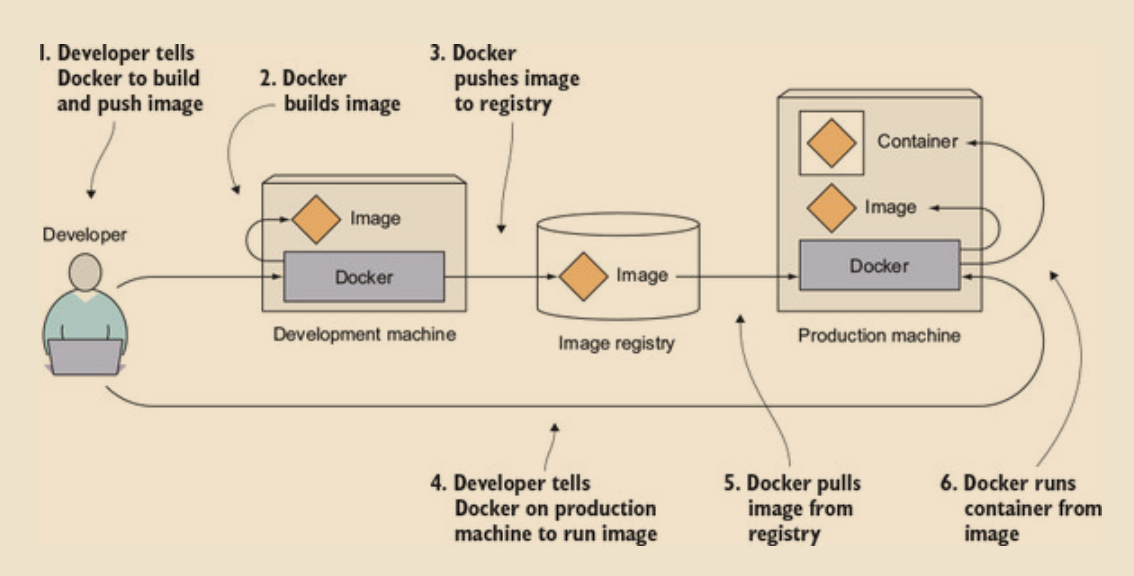 1. Developer tells
Docker to build
and push image
2. Docker
builds image
3. Docker
pushes image
to registry
Developer
Image
Docker
Development machine
Image
Image registry
Container
Image
Docker
Production machine
4. Developer tells
Docker on production
machine to run image
5. Docker pulls
image from
registry
6. Docker runs
container from
image